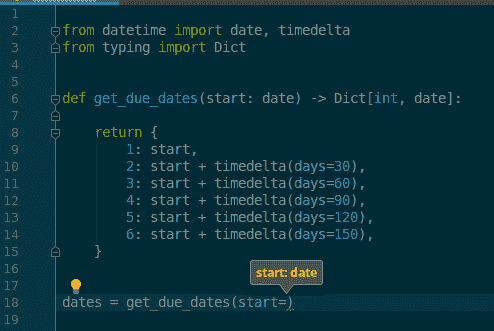 1
2 from datetime import date, timedelta
3 from typing import Dict
4
5
6 def get_due_dates(start: date) -> Dict[int, date]:
7
8     return {
9         1: start,
10         2: start + timedelta(days=30),
11         3: start + timedelta(days=60),
12         4: start + timedelta(days=90),
13         5: start + timedelta(days=120),
14         6: start + timedelta(days=150),
15     }
16
start: date
17
18 dates = get_due_dates(start=)
19